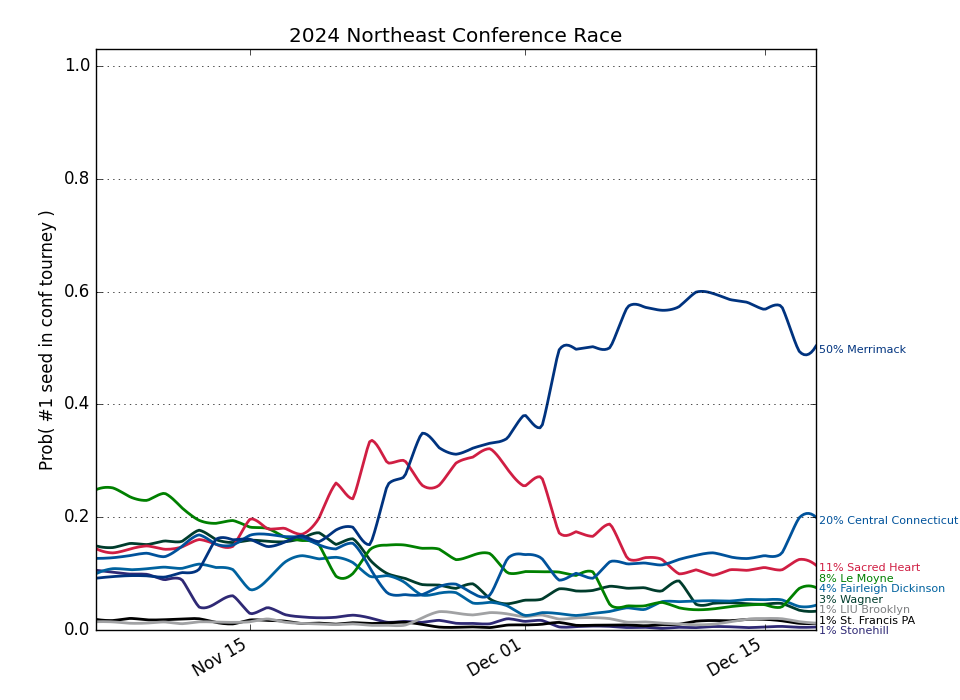 2024 Northeast Conference Race
Prob( #1 seed in conf tourney )
1.0
0.8
0.6
0.4
0.2
0.0
Nov 15
Dec 01
Dec 15
50% Merrimack
20% Central Connecticut
11% Sacred Heart
8% Le Moyne
4% Fairleigh Dickinson
3% Wagner
1% LIU Brooklyn
1% St. Francis PA
1% Stonehill